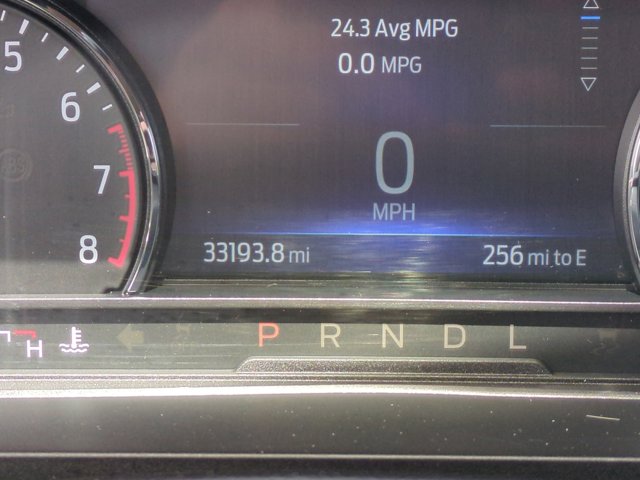 24.3 Avg MPG
0.0 MPG
5
6
7
8
0
MPH
33193.8 mi
256 mi to E
H
P R N D L